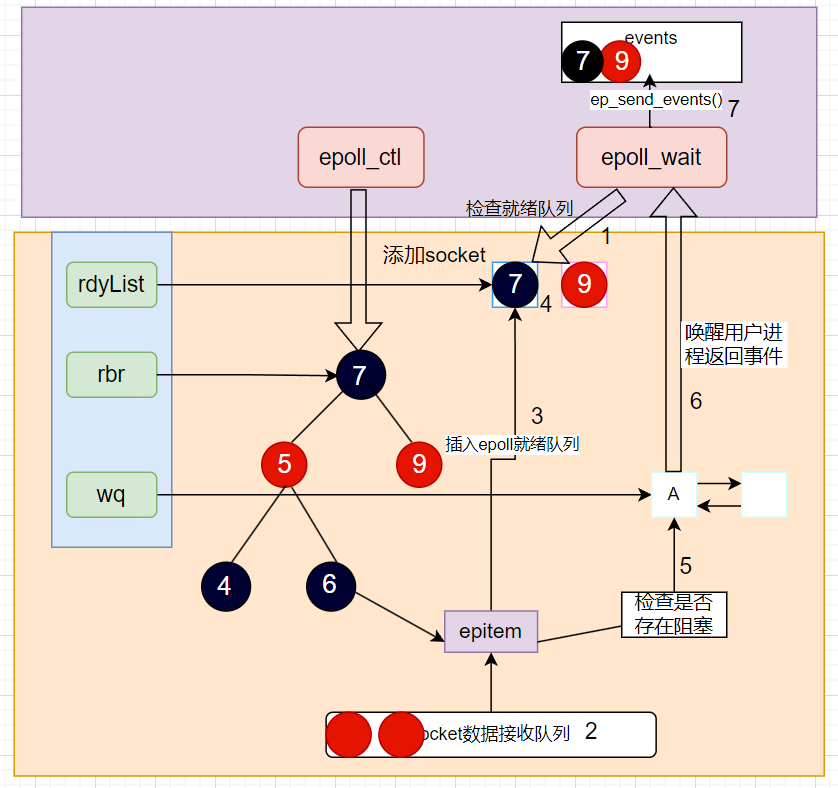 events
7
9
ep_send_events()
7
epoll_ctl
epoll_wait
检查就绪队列
1
添加socket
rdyList
7
4
9
唤醒用户进
程返回事件
rbr
7
6
3
插入epoll就绪队列
5
9
wq
A
5
4
6
检查是否
存在阻塞
epitem
ocket数据接收队列
2